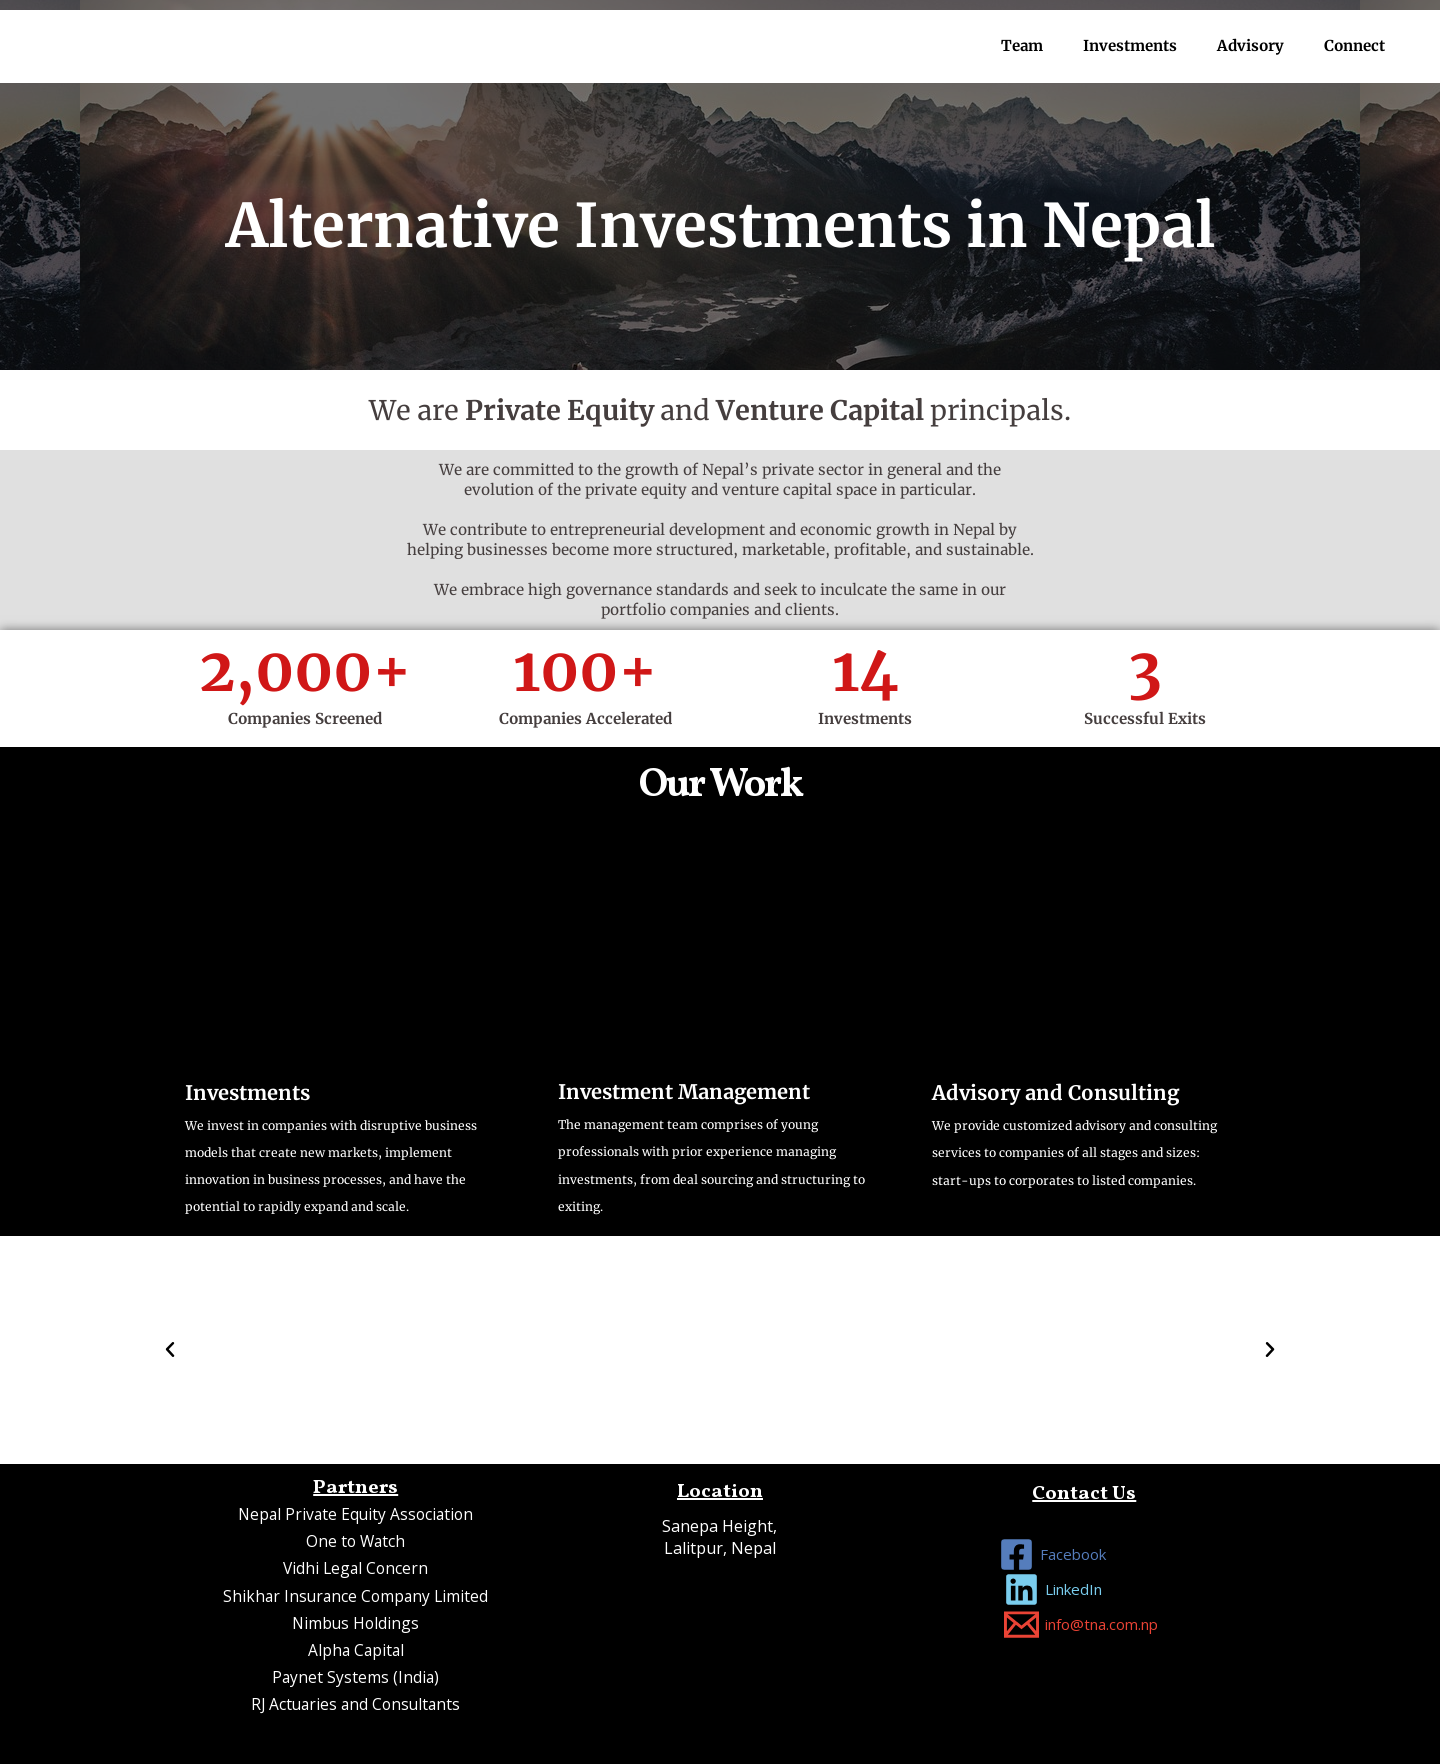 Team Investments Advisory Connect
Alternative Investments in Nepal
We are Private Equity and Venture Capital principals.
We are committed to the growth of Nepal’s private sector in general and the
evolution of the private equity and venture capital space in particular.
We contribute to entrepreneurial development and economic growth in Nepal by
helping businesses become more structured, marketable, profitable, and sustainable.
We embrace high governance standards and seek to inculcate the same in our
portfolio companies and clients.
2,000+
Companies Screened
100+
Companies Accelerated
14
Investments
3
Successful Exits
Our Work
Investments
We invest in companies with disruptive business
models that create new markets, implement
innovation in business processes, and have the
potential to rapidly expand and scale.
Investment Management
The management team comprises of young
professionals with prior experience managing
investments, from deal sourcing and structuring to
exiting.
Advisory and Consulting
We provide customized advisory and consulting
services to companies of all stages and sizes:
start-ups to corporates to listed companies.
Partners
Nepal Private Equity Association
One to Watch
Vidhi Legal Concern
Shikhar Insurance Company Limited
Nimbus Holdings
Alpha Capital
Paynet Systems (India)
RJ Actuaries and Consultants
Location
Sanepa Height,
Lalitpur, Nepal
Contact Us
Facebook
LinkedIn
info@tna.com.np